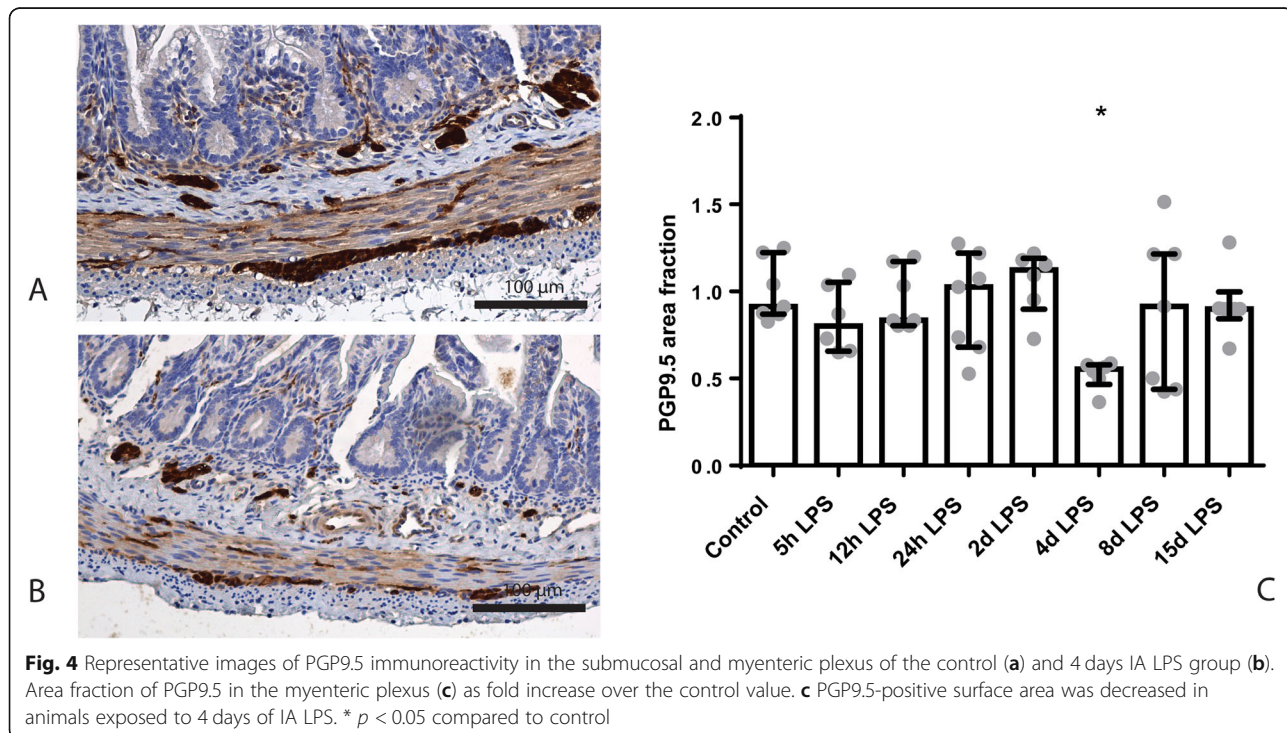 A
100 µm
B
100 µm
C
*
PGP9.5 area fraction
2.0
1.5
1.0
0.5
0.0
Control
5h LPS
12h LPS
24h LPS
2d LPS
4d LPS
8d LPS
15d LPS
Fig. 4 Representative images of PGP9.5 immunoreactivity in the submucosal and myenteric plexus of the control (a) and 4 days IA LPS group (b).
Area fraction of PGP9.5 in the myenteric plexus (c) as fold increase over the control value. c PGP9.5-positive surface area was decreased in
animals exposed to 4 days of IA LPS. * p < 0.05 compared to control